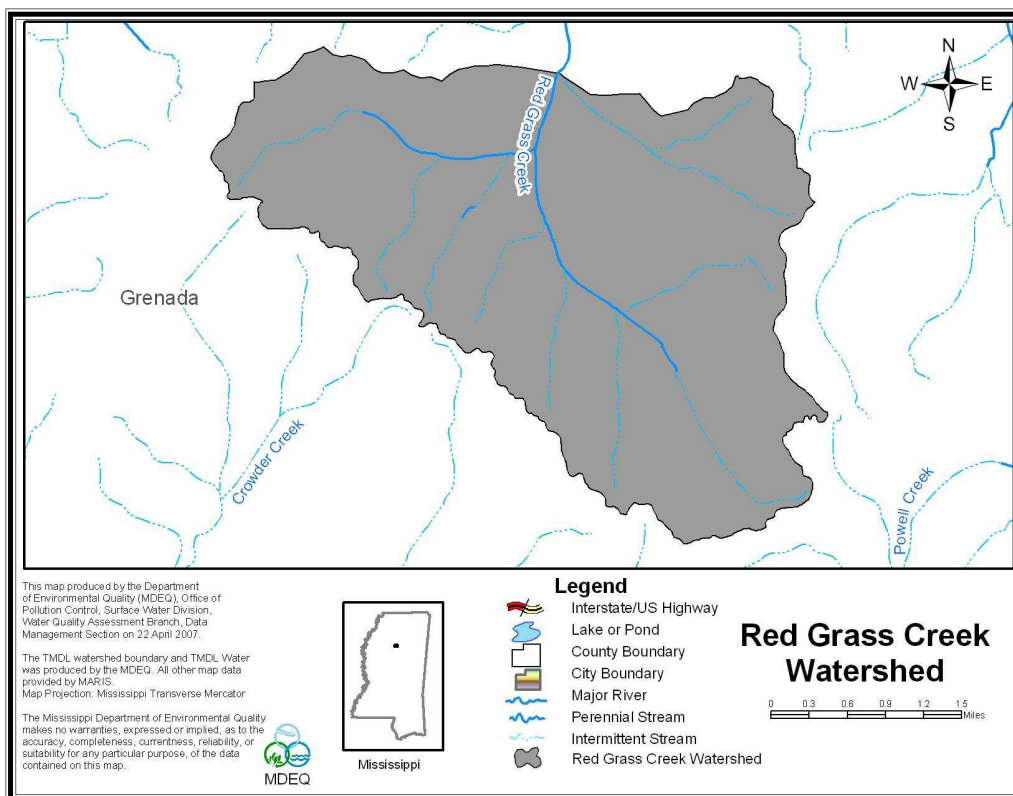 N
W E
S
Red Grass Creek
Grenada
Crowder Creek
Powell Creek
This map produced by the Department
of Environmental Quality (MDEQ), Office of
Pollution Control, Surface Water Division,
Water Quality Assessment Branch, Data
Management Section on 22 April 2007.
The TMDL watershed boundary and TMDL Water
was produced by the MDEQ. All other map data
provided by MARIS.
Map Projection: Mississippi Transverse Mercator
The Mississippi Department of Environmental Quality
makes no warranties, expressed or implied, as to the
accuracy, completeness, currentness, reliability, or
suitability for any particular purpose, of the data
contained on this map.
MDEQ
Mississippi
Legend
Interstate/US Highway
Lake or Pond
County Boundary
City Boundary
Major River
Perennial Stream
Intermittent Stream
Red Grass Creek Watershed
Red Grass Creek
Watershed
0 0.3 0.6 0.9 1.2 1.5
Miles